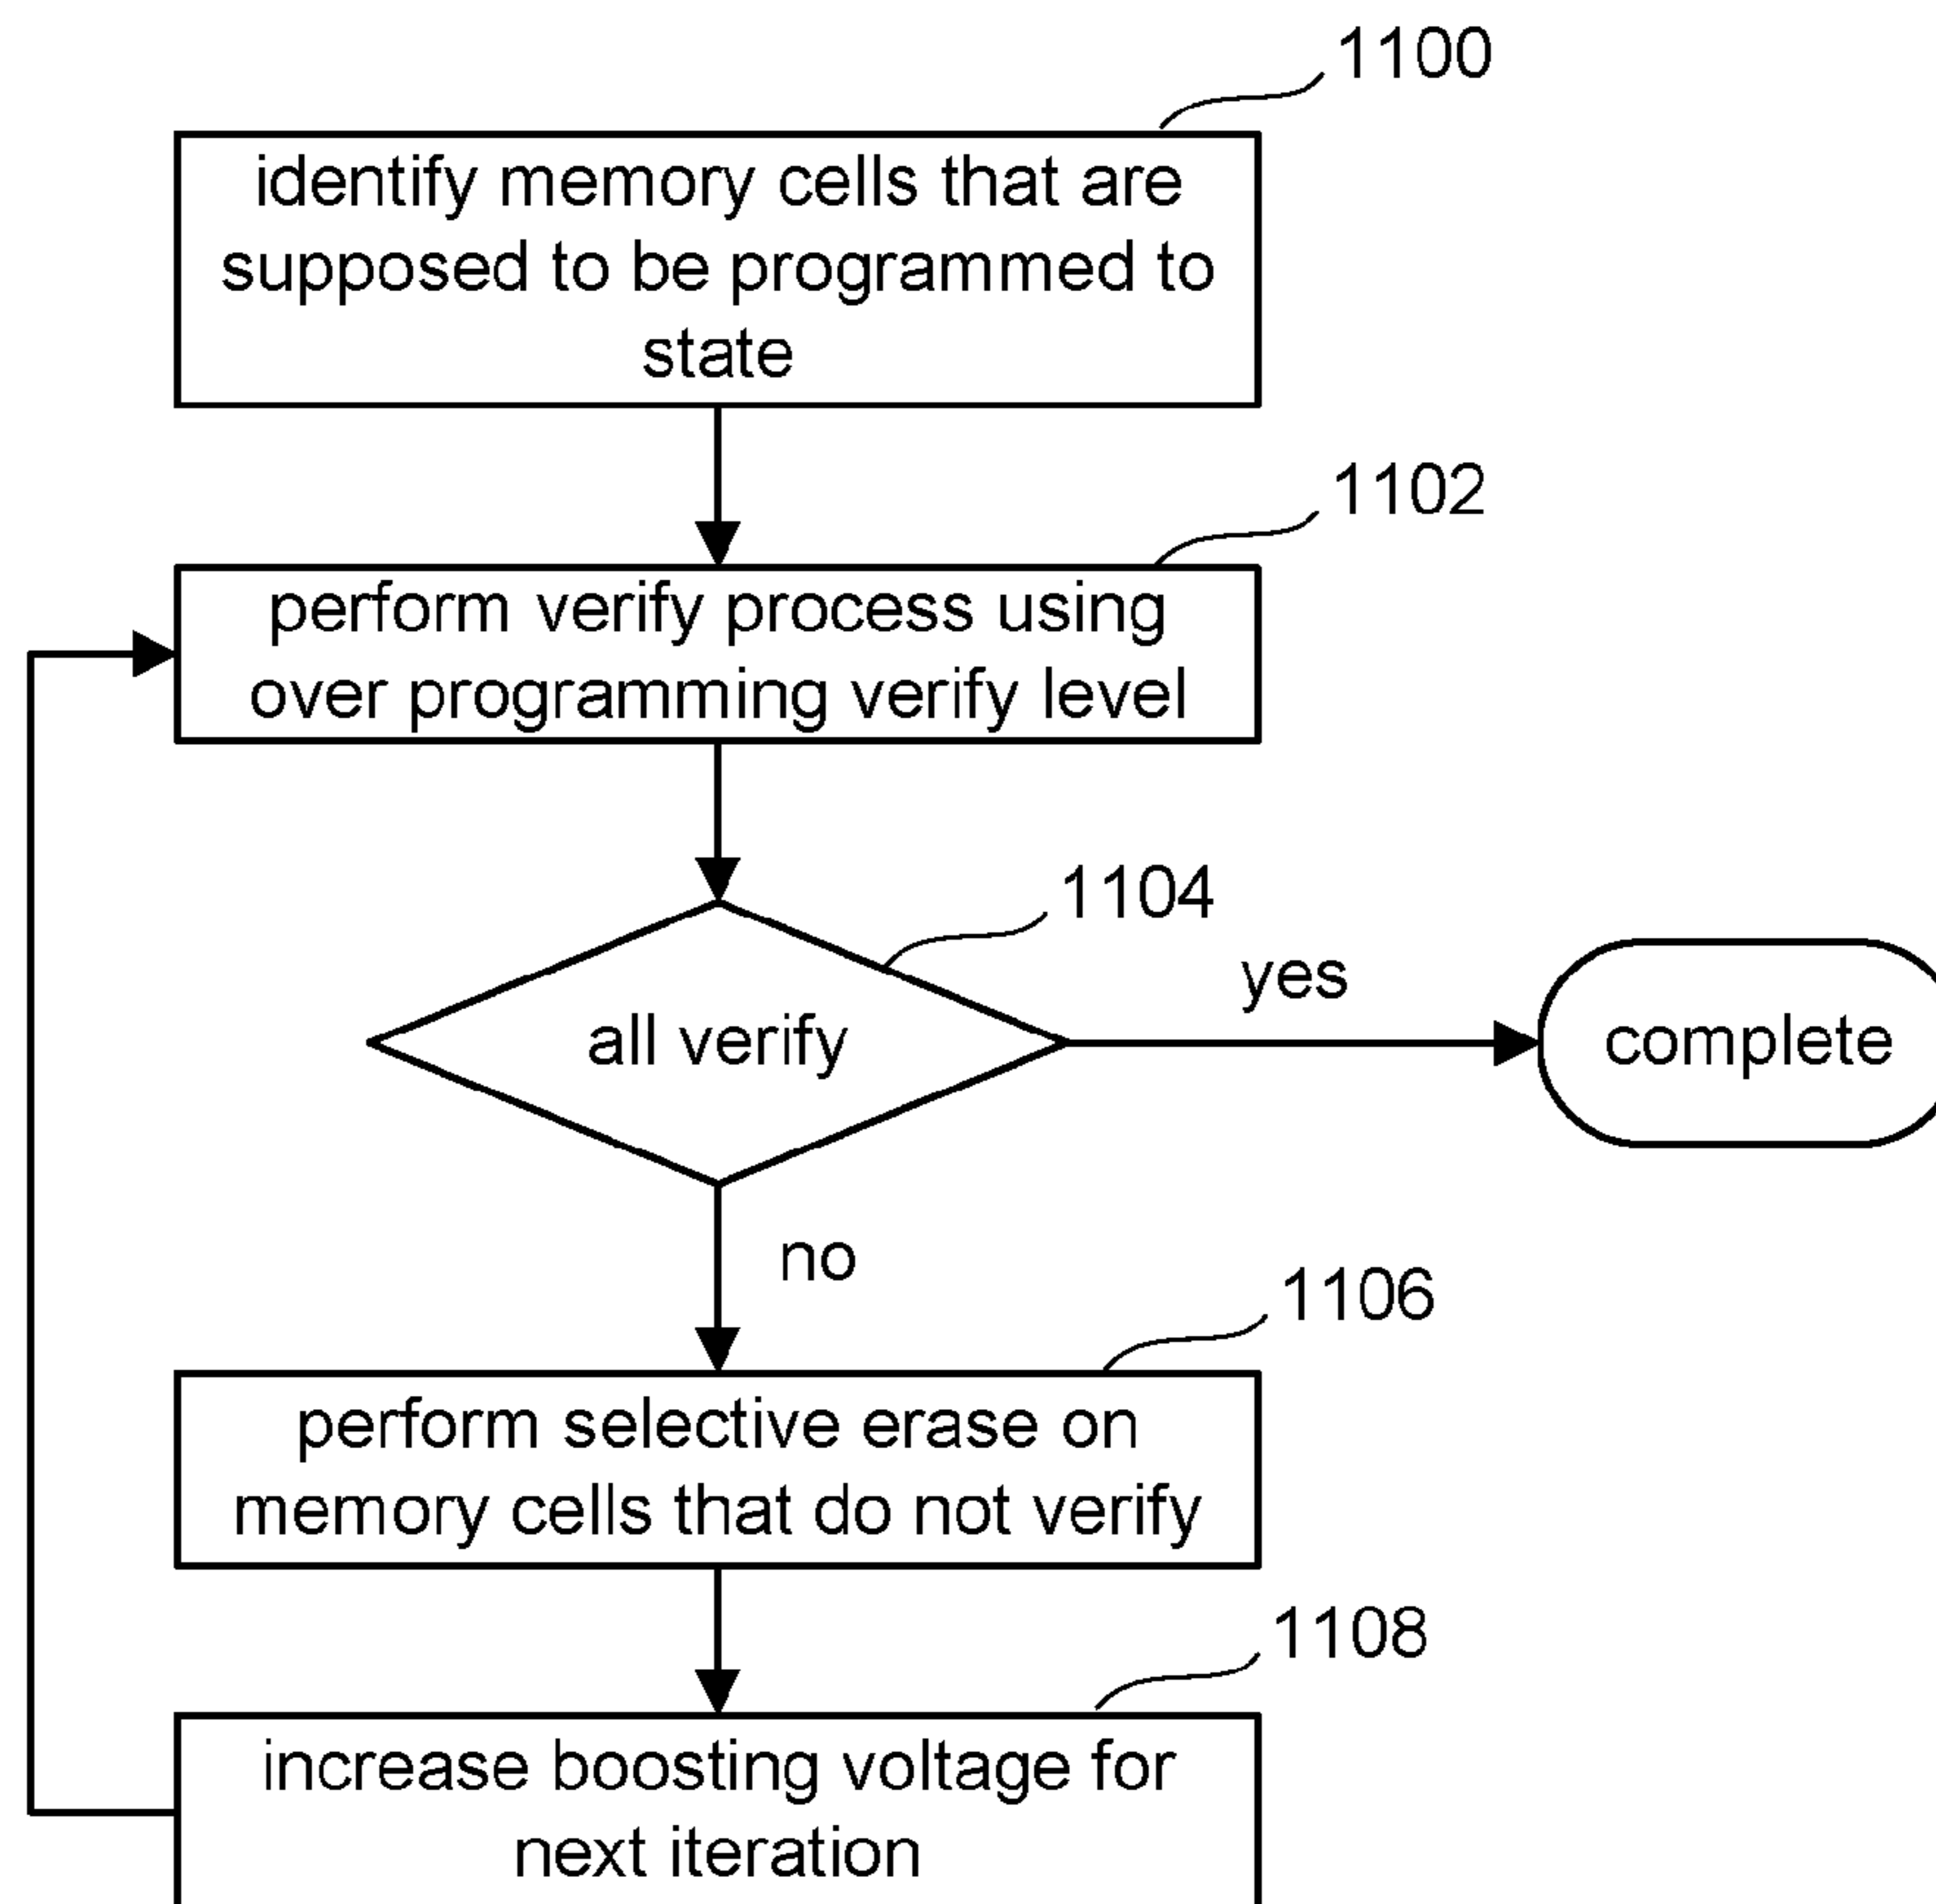 1100
identify memory cells that are
supposed to be programmed to
state
1102
perform verify process using
over programming verify level
1104
all verify
yes
complete
no
1106
perform selective erase on
memory cells that do not verify
1108
increase boosting voltage for
next iteration